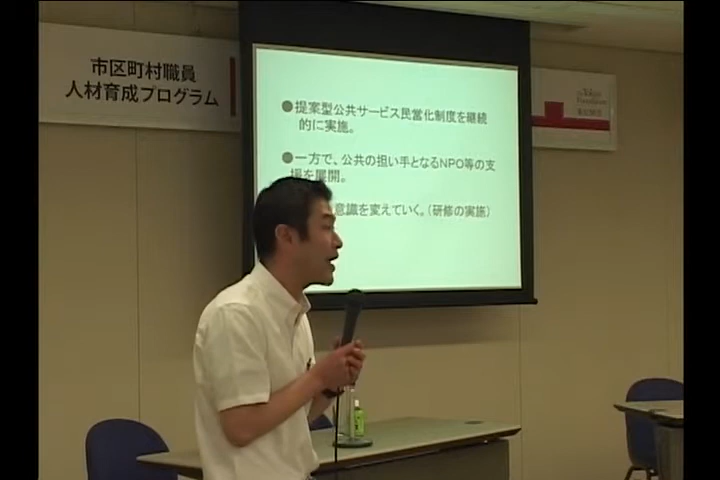 市区町村職員
人材育成プログラム
●提案型公共サービス民営化制度を継続
的に実施。
●一方で、公共の担い手となるNPO等の支
援を展開。
意識を変えていく。（研修の実施）